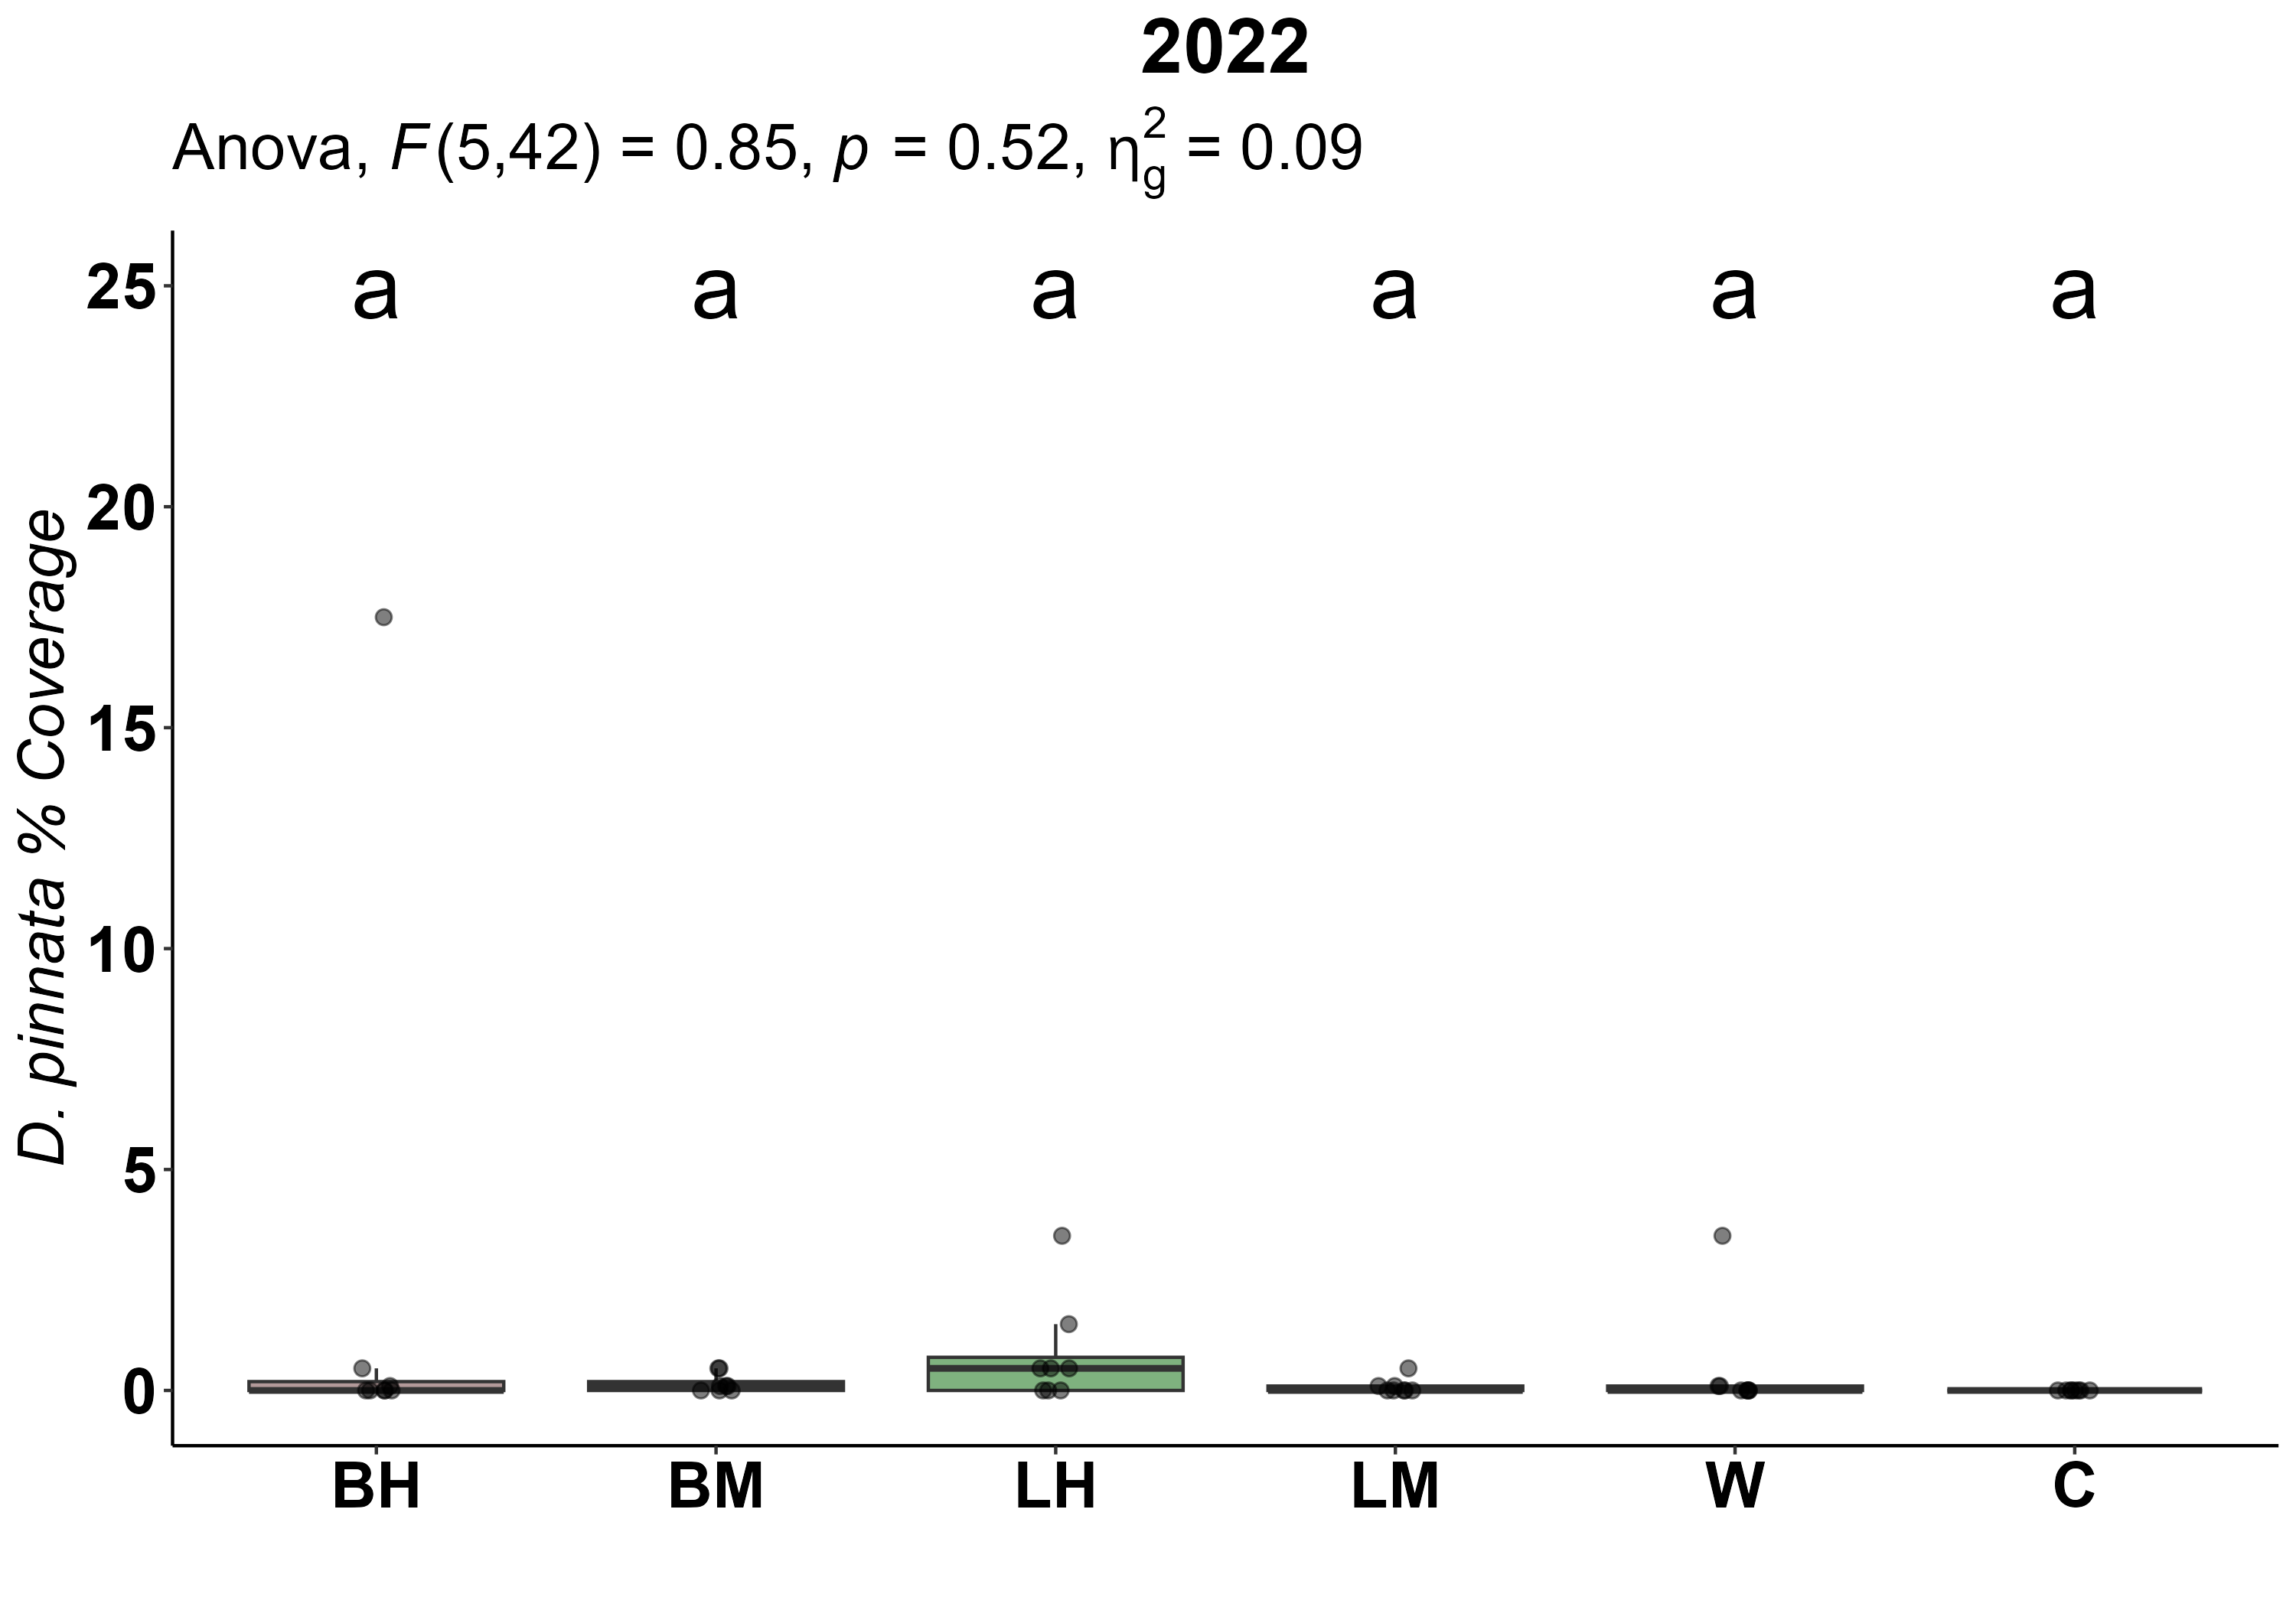 2022
Anova, F(5,42) = 0.85, p = 0.52, η²g = 0.09
D. pinnata % Coverage
25
20
15
10
5
0
a a a a a a
BH BM LH LM W C